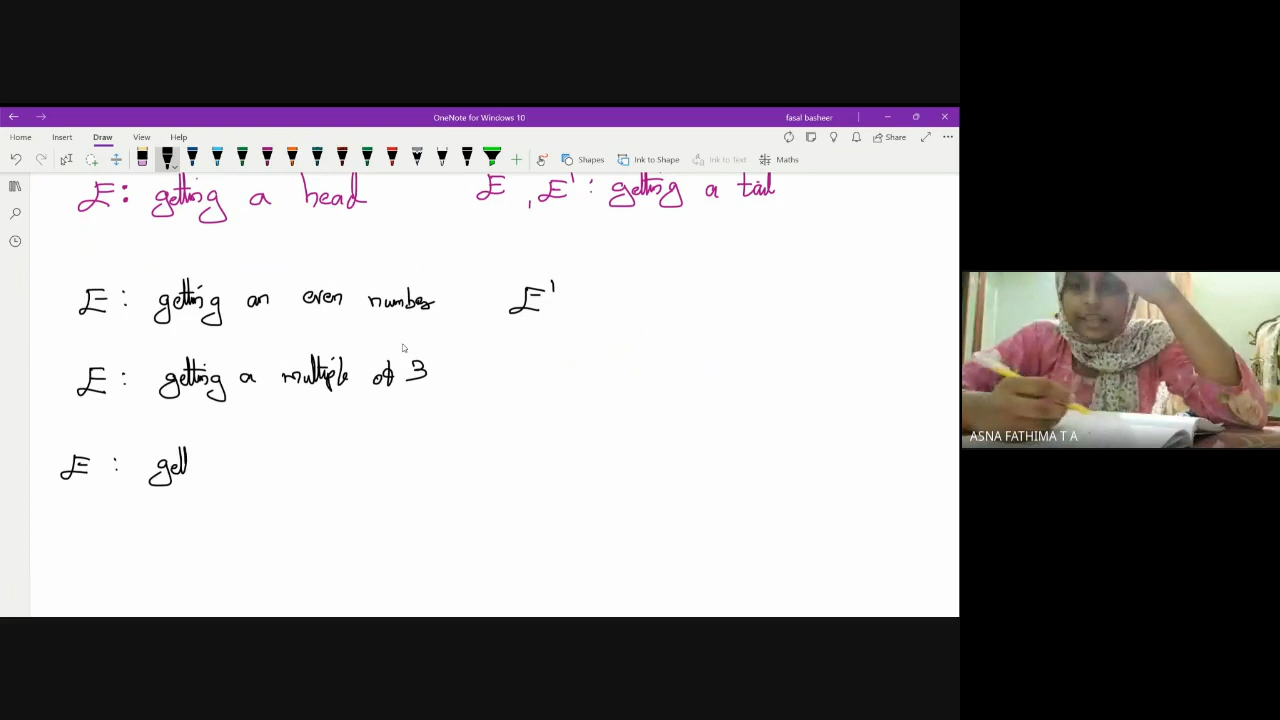 OneNote for Windows 10
fasal basheer
Home Insert Draw View Help
Shapes Ink to Shape Ink to Text Maths Share
E: getting a head E , E': getting a tail
E : getting an even number E'
E : getting a multiple of 3
E : gett
ASNA FATHIMA T A